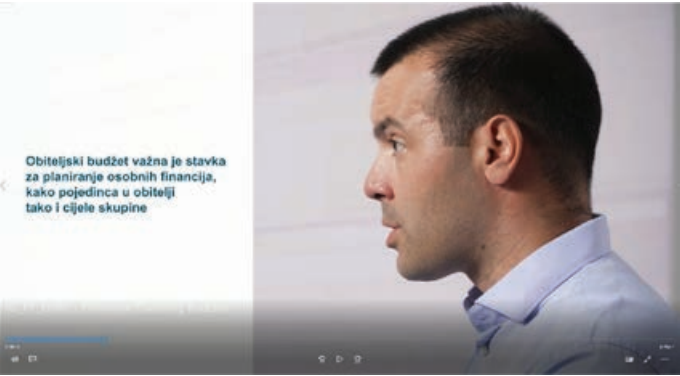 Obiteljski budžet važna je stavka
za planiranje osobnih financija,
kako pojedinca u obitelji
tako i cijele skupine